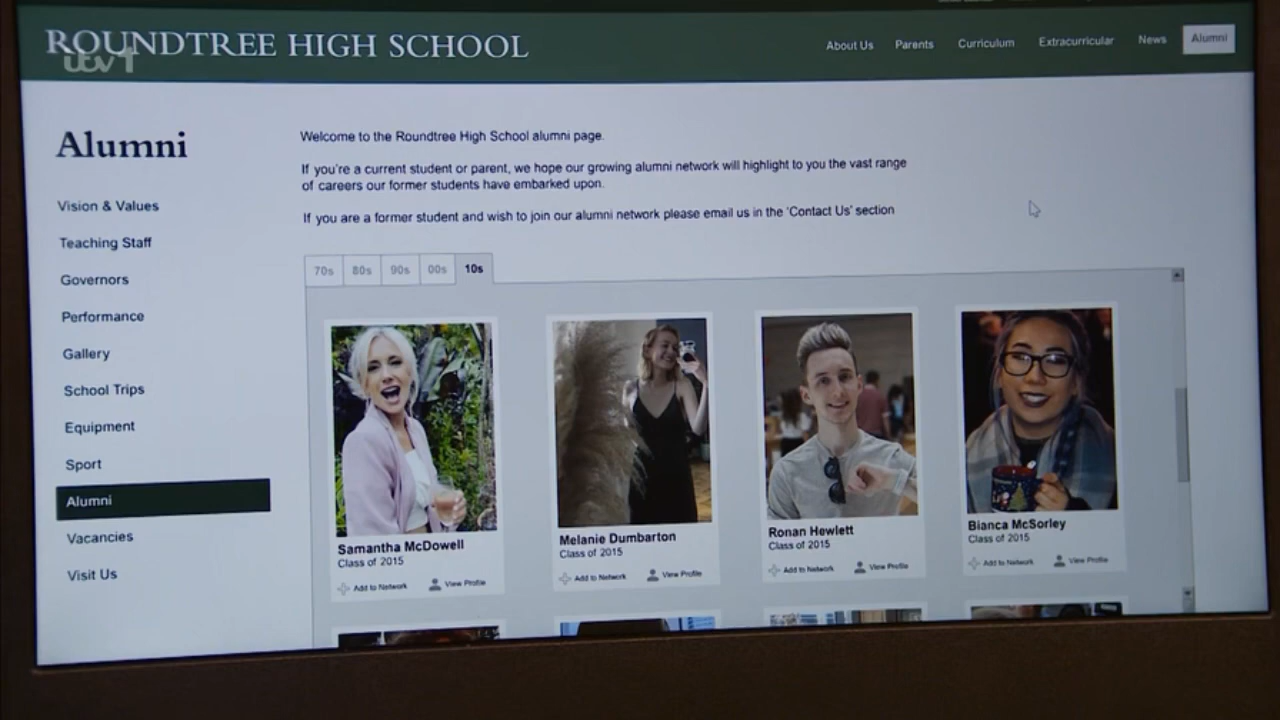 ROUNDTREE HIGH SCHOOL
itv1
About Us
Parents
Curriculum
Extracurricular
News
Alumni
Alumni
Vision & Values
Teaching Staff
Governors
Performance
Gallery
School Trips
Equipment
Sport
Alumni
Vacancies
Visit Us
Welcome to the Roundtree High School alumni page.
If you're a current student or parent, we hope our growing alumni network will highlight to you the vast range
of careers our former students have embarked upon.
If you are a former student and wish to join our alumni network please email us in the 'Contact Us' section
70s
80s
90s
00s
10s
Samantha McDowell
Class of 2015
Add to Network
View Profile
Melanie Dumbarton
Class of 2015
Add to Network
View Profile
Ronan Hewlett
Class of 2015
Add to Network
View Profile
Bianca McSorley
Class of 2015
Add to Network
View Profile